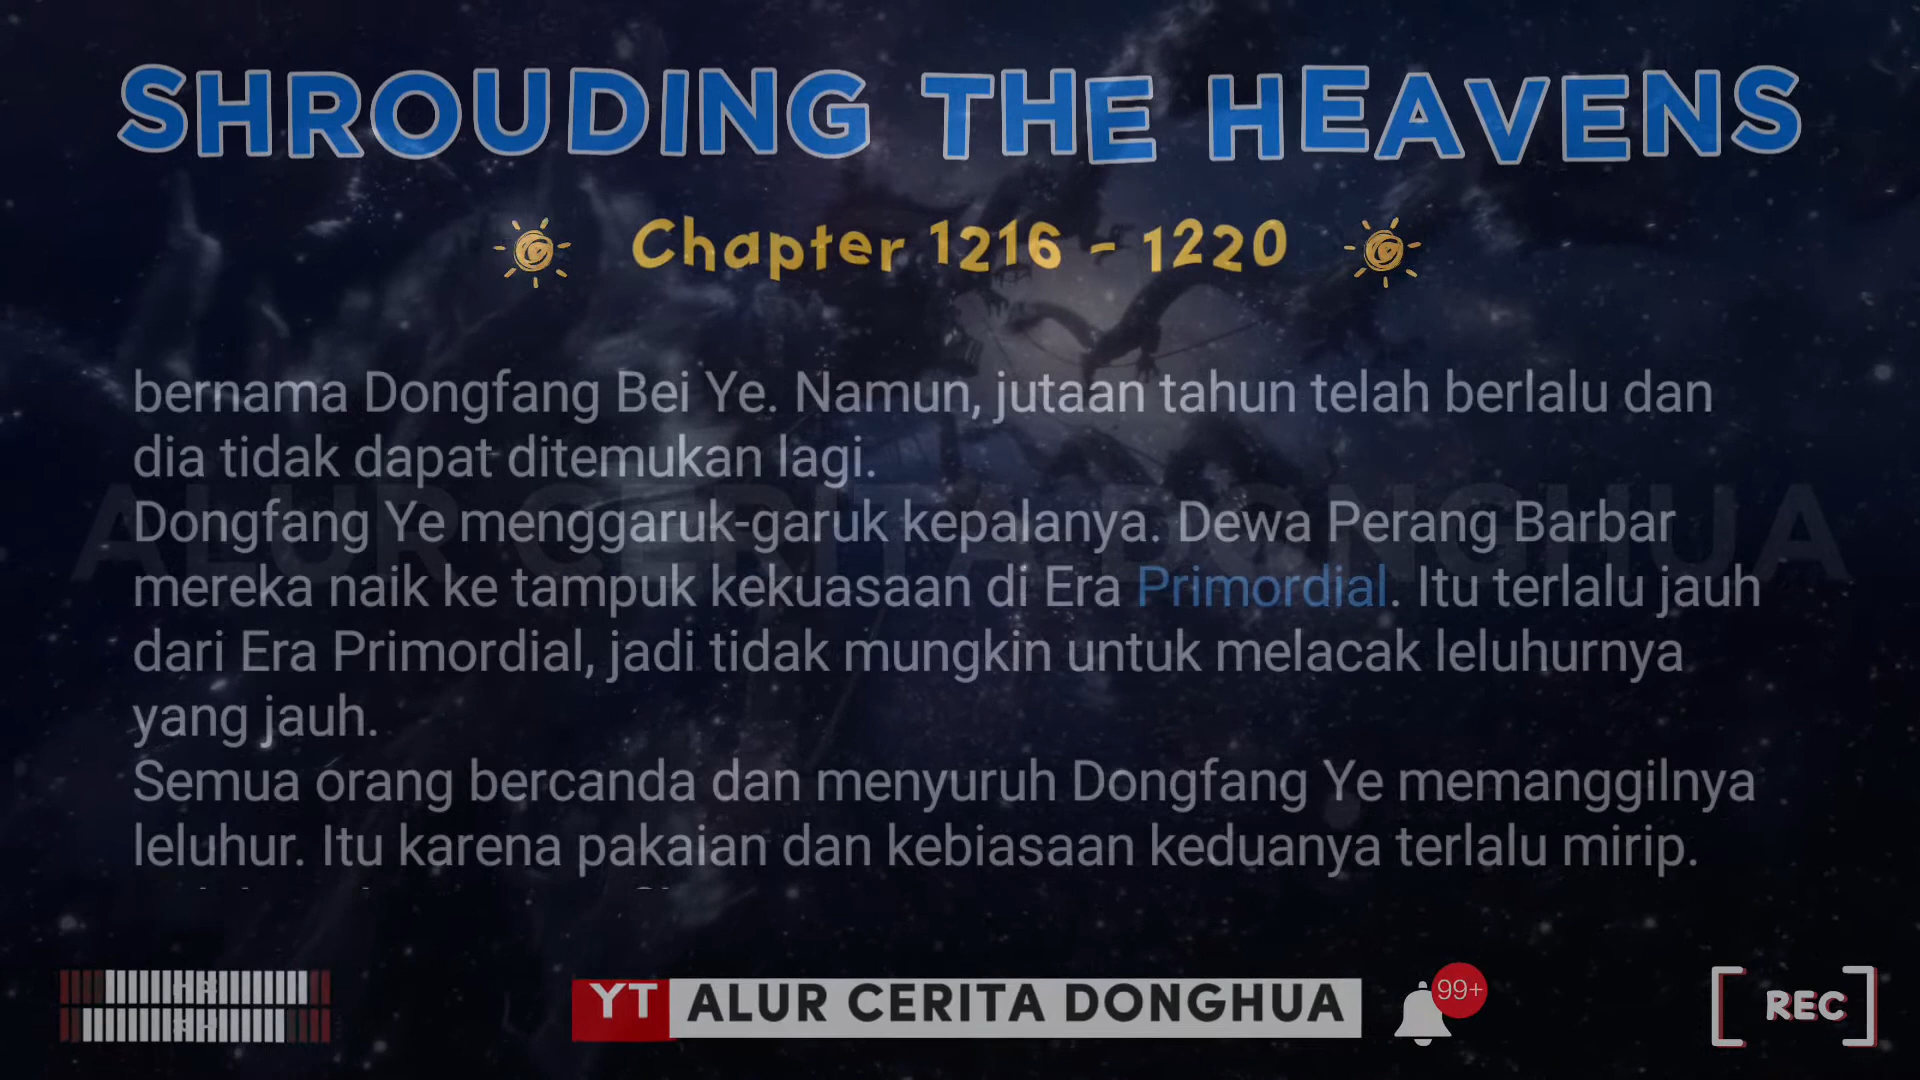 SHROUDING THE HEAVENS
Chapter 1216 - 1220
bernama Dongfang Bei Ye. Namun, jutaan tahun telah berlalu dan
dia tidak dapat ditemukan lagi.
Dongfang Ye menggaruk-garuk kepalanya. Dewa Perang Barbar
mereka naik ke tampuk kekuasaan di Era Primordial. Itu terlalu jauh
dari Era Primordial, jadi tidak mungkin untuk melacak leluhurnya
yang jauh.
Semua orang bercanda dan menyuruh Dongfang Ye memanggilnya
leluhur. Itu karena pakaian dan kebiasaan keduanya terlalu mirip.
ALUR CERITA DONGHUA
YT ALUR CERITA DONGHUA
99+
REC